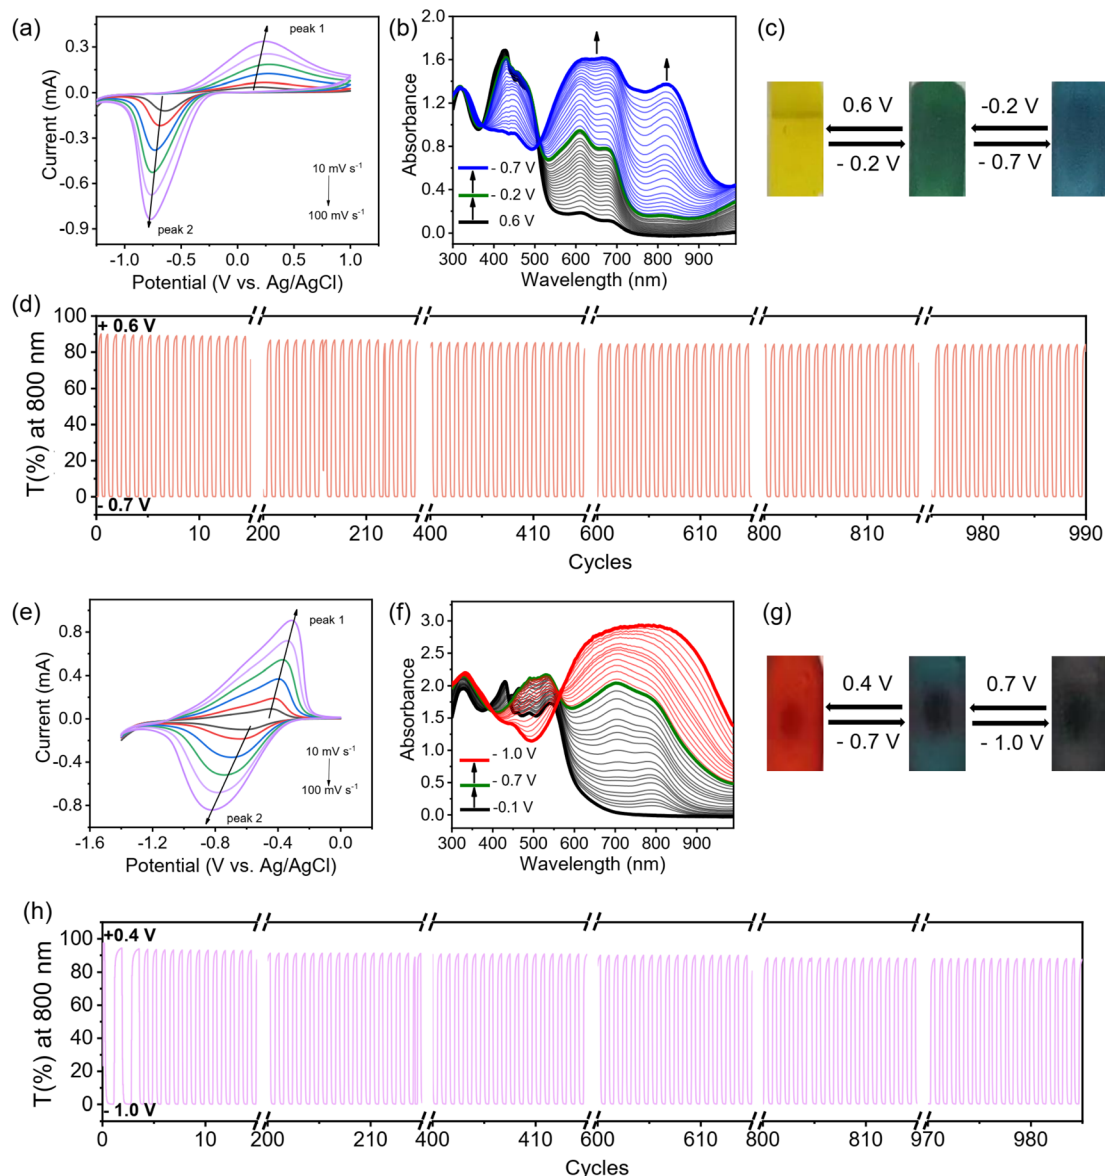 (a)
peak 1
0.3
0.0
-0.3
-0.6
-0.9
Current (mA)
10 mV s⁻¹
100 mV s⁻¹
peak 2
-1.0 -0.5 0.0 0.5 1.0
Potential (V vs. Ag/AgCl)
(b)
2.0
1.6
1.2
0.8
0.4
0.0
Absorbance
- 0.7 V
- 0.2 V
0.6 V
300 400 500 600 700 800 900
Wavelength (nm)
(c)
0.6 V
- 0.2 V
-0.2 V
- 0.7 V
(d)
100
80
60
40
20
0
T(%) at 800 nm
+ 0.6 V
- 0.7 V
0 10 200 210 400 410 600 610 800 810 980 990
Cycles
(e)
peak 1
0.8
0.4
0.0
-0.4
-0.8
Current (mA)
10 mV s⁻¹
100 mV s⁻¹
peak 2
-1.6 -1.2 -0.8 -0.4 0.0
Potential (V vs. Ag/AgCl)
(f)
3.0
2.5
2.0
1.5
1.0
0.5
0.0
Absorbance
- 1.0 V
- 0.7 V
-0.1 V
300 400 500 600 700 800 900
Wavelength (nm)
(g)
0.4 V
- 0.7 V
0.7 V
- 1.0 V
(h)
100
80
60
40
20
0
T(%) at 800 nm
+0.4 V
- 1.0 V
0 10 200 210 400 410 600 610 800 810 970 980
Cycles